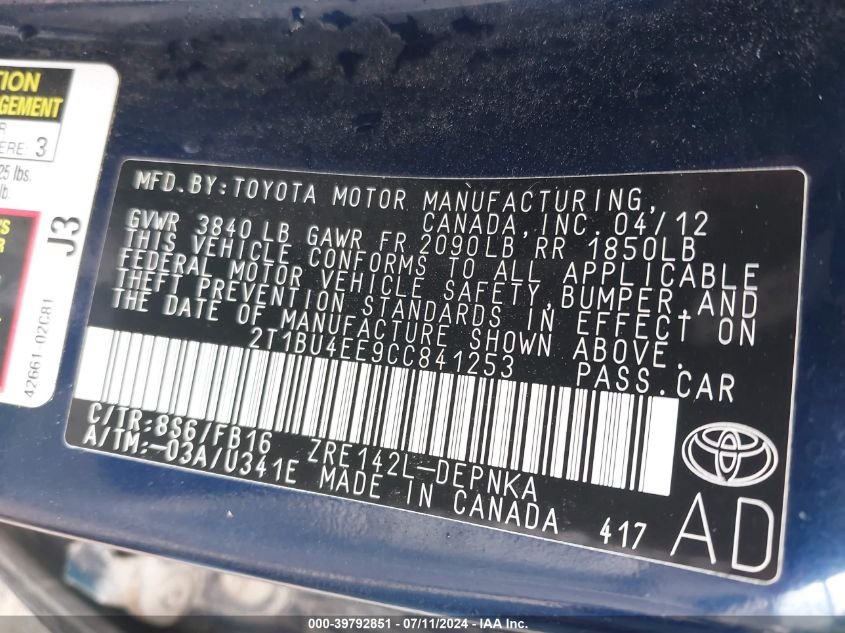 TION
GEMENT
R
ERE: 3
25 lbs.
lb.
'S
R
J3
42661-02C81
MFD.BY:TOYOTA MOTOR MANUFACTURING,
CANADA,INC. 04/12
GVWR 3840LB GAWR FR 2090LB RR 1850LB
THIS VEHICLE CONFORMS TO ALL APPLICABLE
FEDERAL MOTOR VEHICLE SAFETY,BUMPER,AND
THEFT PREVENTION STANDARDS IN EFFECT ON
THE DATE OF MANUFACTURE SHOWN ABOVE.
2T1BU4EE9CC841253 PASS.CAR
C/TR:8S6/FB16 ZRE142L-DEPNKA
A/TM:-03A/U341E MADE IN CANADA 417 AD
000-39792851 / 07/11/2024 - IAA Inc.